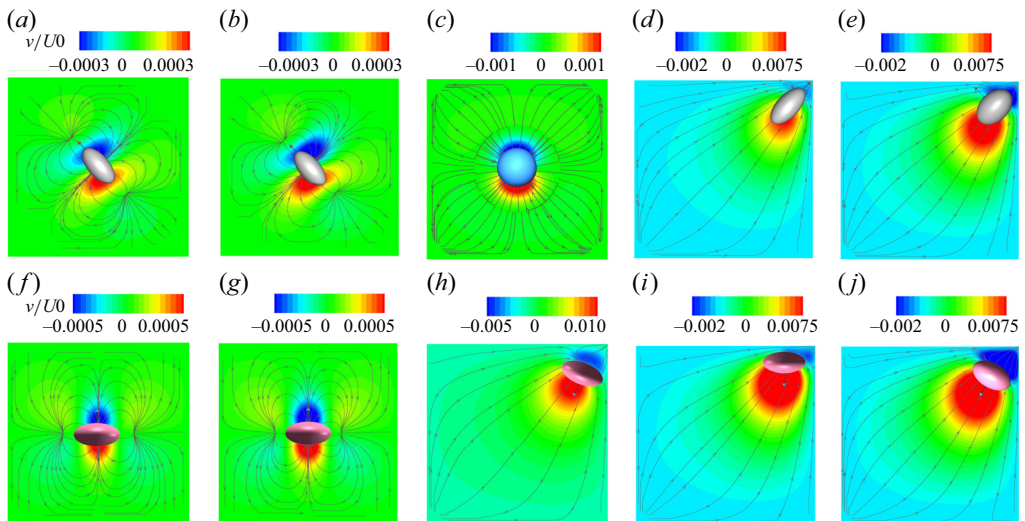 (a) (b) (c) (d) (e)
v/U0
−0.0003 0 0.0003 −0.0003 0 0.0003 −0.001 0 0.001 −0.002 0 0.0075 −0.002 0 0.0075
(f) (g) (h) (i) (j)
v/U0
−0.0005 0 0.0005 −0.0005 0 0.0005 −0.005 0 0.010 −0.002 0 0.0075 −0.002 0 0.0075